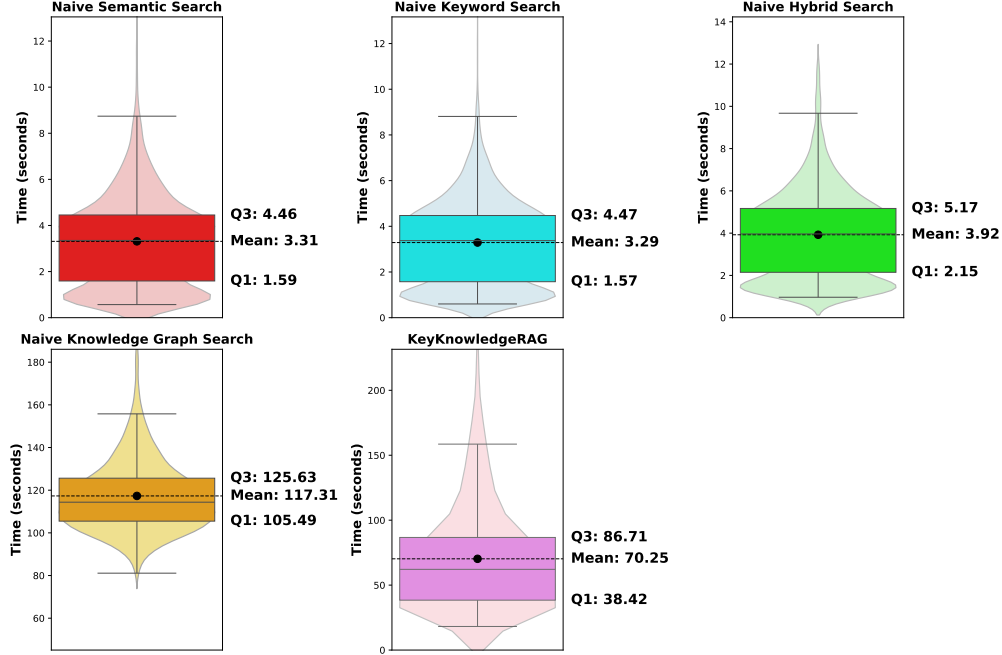 Naive Semantic Search
Time (seconds)
12
10
8
6
4
2
0
Q3: 4.46
Mean: 3.31
Q1: 1.59
Naive Keyword Search
Time (seconds)
12
10
8
6
4
2
0
Q3: 4.47
Mean: 3.29
Q1: 1.57
Naive Hybrid Search
Time (seconds)
14
12
10
8
6
4
2
0
Q3: 5.17
Mean: 3.92
Q1: 2.15
Naive Knowledge Graph Search
Time (seconds)
180
160
140
120
100
80
60
Q3: 125.63
Mean: 117.31
Q1: 105.49
KeyKnowledgeRAG
Time (seconds)
200
150
100
50
0
Q3: 86.71
Mean: 70.25
Q1: 38.42